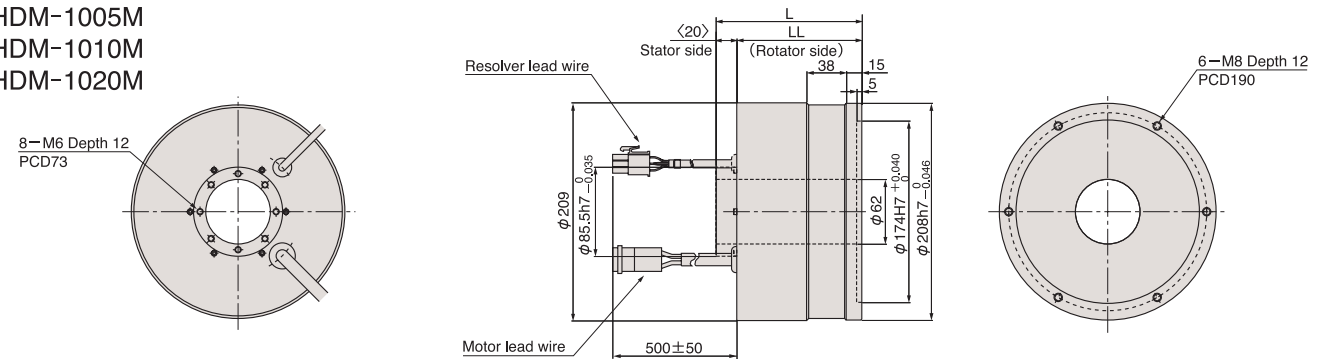 HDM-1005M
HDM-1010M
HDM-1020M
8-M6 Depth 12
PCD73
L
〈20〉
LL
Stator side
(Rotator side)
38
15
5
Resolver lead wire
φ209
φ85.5h7 0 -0.035
φ62
φ174H7 +0.040 0
φ208h7 0 -0.046
Motor lead wire
500±50
6-M8 Depth 12
PCD190